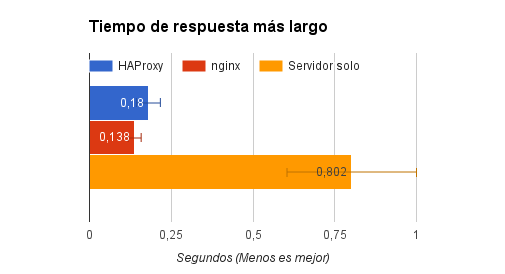 Tiempo de respuesta más largo
HAProxy nginx Servidor solo
0,18
0,138
0,802
0 0,25 0,5 0,75 1
Segundos (Menos es mejor)